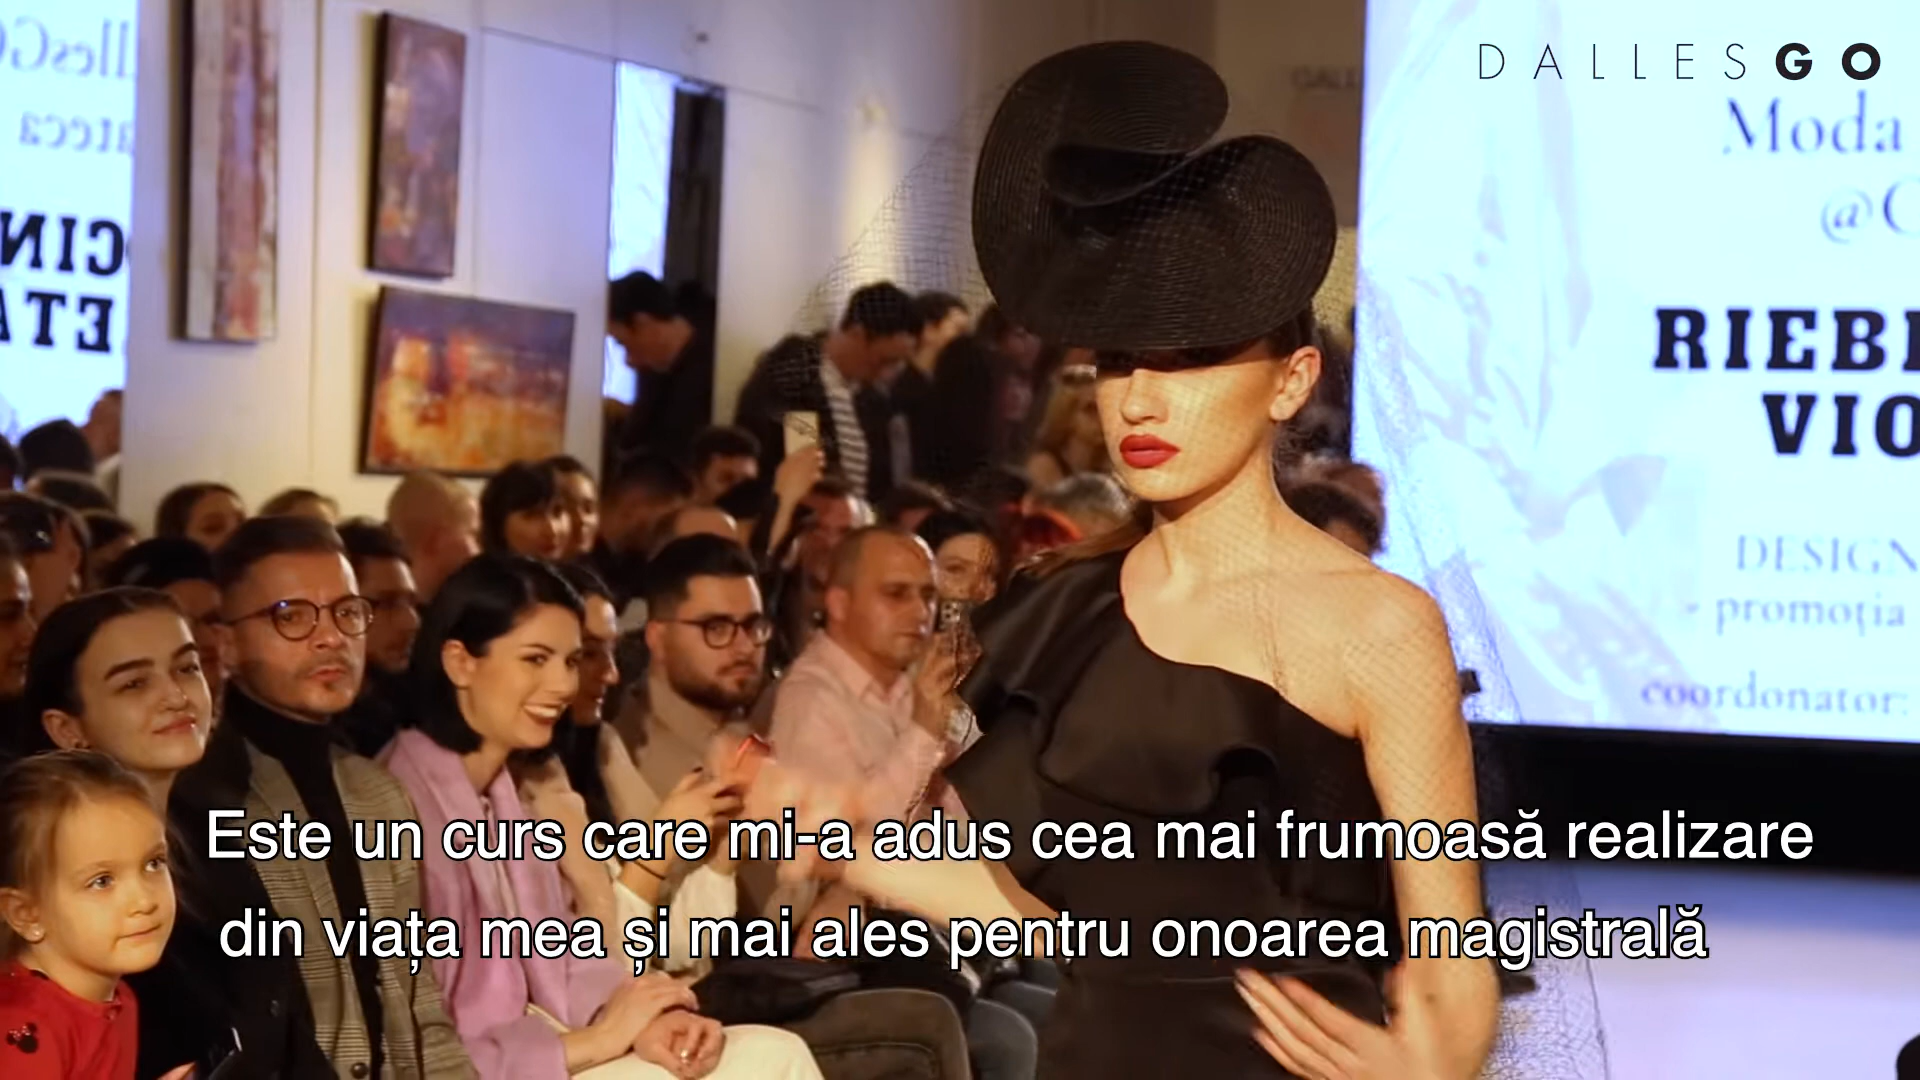 DALLESGO
Moda
RIEB
VIO
DESIGN
- promoția
coordonator:
Este un curs care mi-a adus cea mai frumoasă realizare
din viața mea și mai ales pentru onoarea magistrală